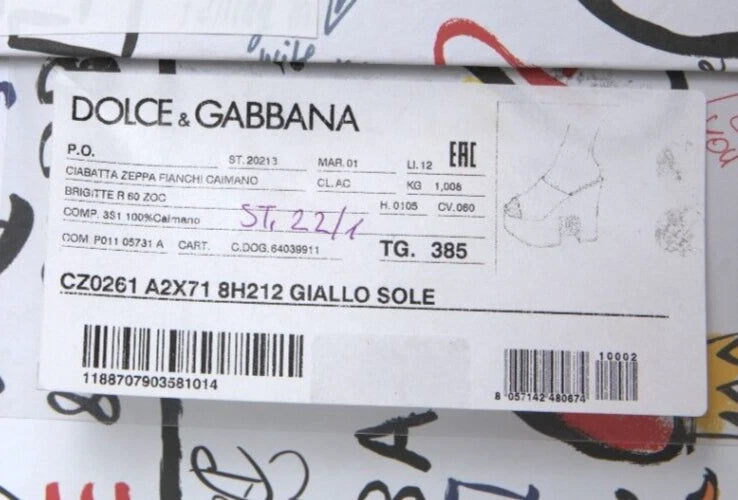 DOLCE & GABBANA
P.O. ST. 20213 MAR. 01 LI. 12 EAC
CIABATTA ZEPPA FIANCHI CAIMANO CL. AC KG 1,008
BRIGITTE R 60 ZOC H. 0105 CV. 060
COMP. 3S1 100%Caimano ST, 22/1
COM. P011 05731 A CART. C.DOG. 64039911 TG. 385
CZ0261 A2X71 8H212 GIALLO SOLE
1188707903581014
10002
8 057142 480674
you